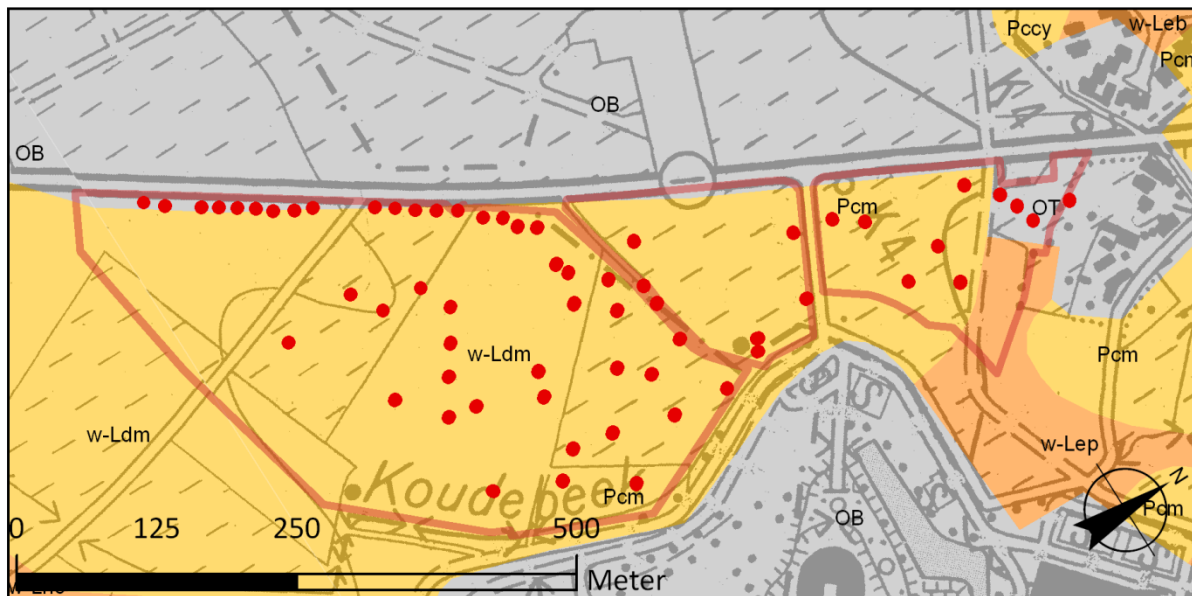 Pccy
w-Leb
Pcm
OB
K4
OB
Pcm
OT
K4
w-Ldm
Pcm
w-Ldm
w-Lep
Koudebeek
Pcm
N
Pcm
OB
S
S
S
0 125 250 500
Meter